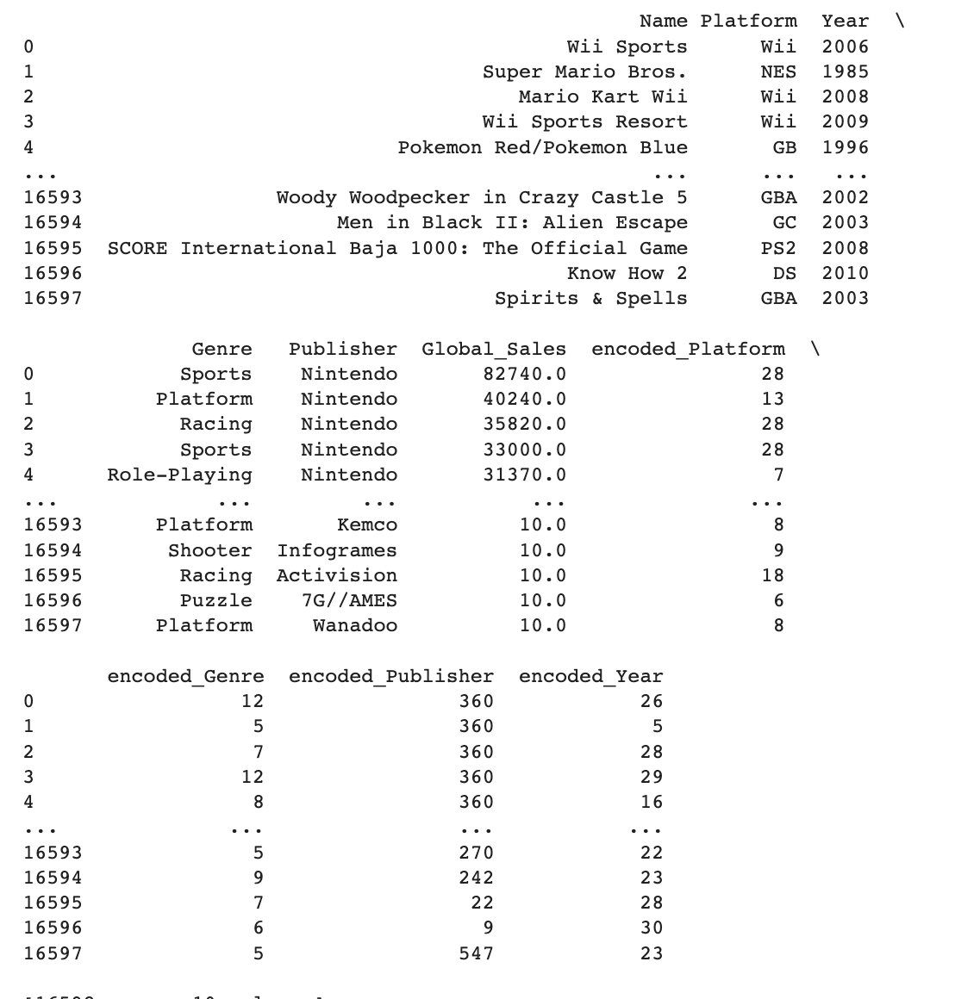 Name Platform Year \
0 Wii Sports Wii 2006
1 Super Mario Bros. NES 1985
2 Mario Kart Wii Wii 2008
3 Wii Sports Resort Wii 2009
4 Pokemon Red/Pokemon Blue GB 1996
... ... ... ...
16593 Woody Woodpecker in Crazy Castle 5 GBA 2002
16594 Men in Black II: Alien Escape GC 2003
16595 SCORE International Baja 1000: The Official Game PS2 2008
16596 Know How 2 DS 2010
16597 Spirits & Spells GBA 2003
Genre Publisher Global_Sales encoded_Platform \
0 Sports Nintendo 82740.0 28
1 Platform Nintendo 40240.0 13
2 Racing Nintendo 35820.0 28
3 Sports Nintendo 33000.0 28
4 Role-Playing Nintendo 31370.0 7
... ... ... ... ...
16593 Platform Kemco 10.0 8
16594 Shooter Infogrames 10.0 9
16595 Racing Activision 10.0 18
16596 Puzzle 7G//AMES 10.0 6
16597 Platform Wanadoo 10.0 8
encoded_Genre encoded_Publisher encoded_Year
0 12 360 26
1 5 360 5
2 7 360 28
3 12 360 29
4 8 360 16
... ... ... ...
16593 5 270 22
16594 9 242 23
16595 7 22 28
16596 6 9 30
16597 5 547 23